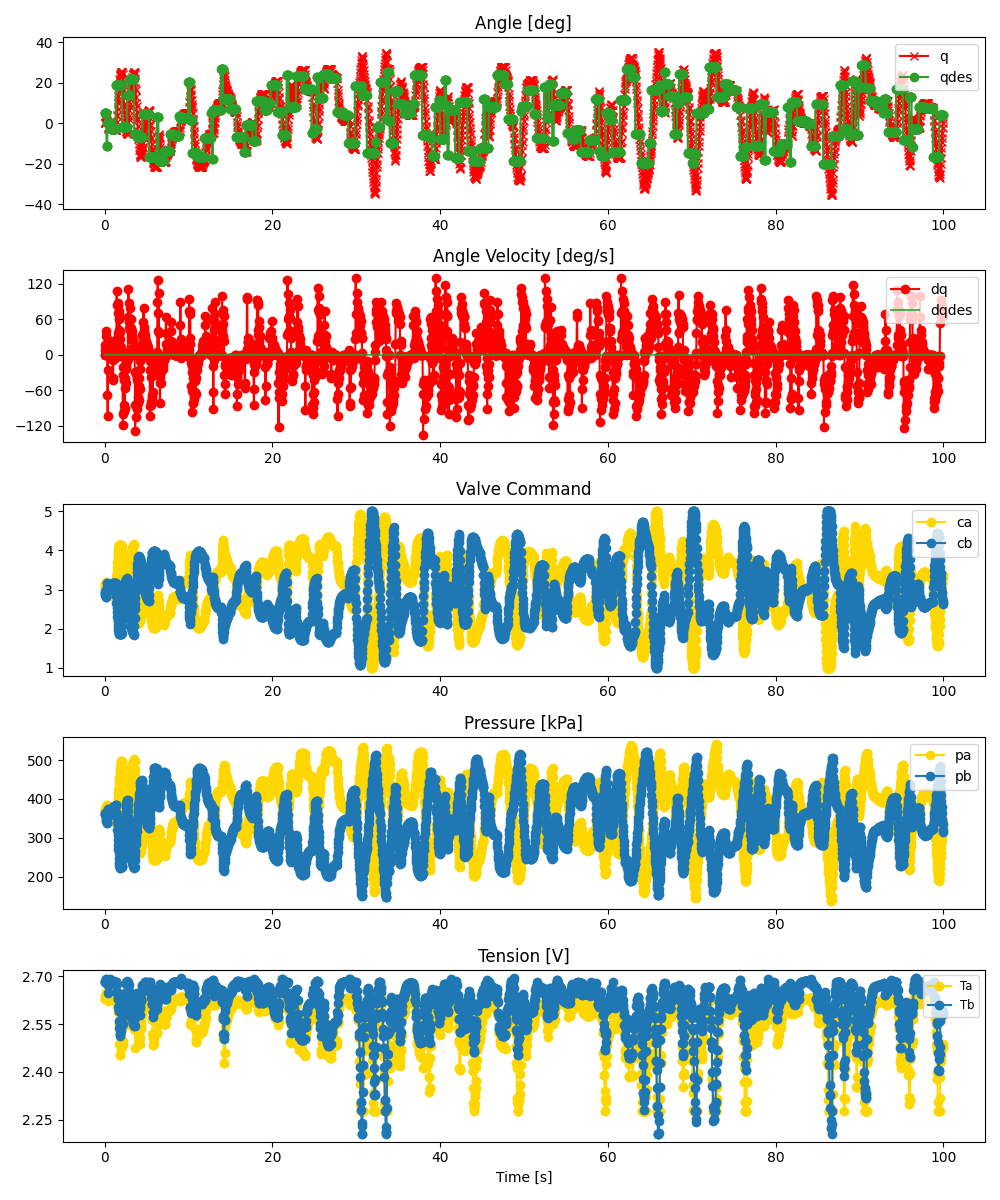 Angle [deg]
40
20
0
−20
−40
q
qdes
0 20 40 60 80 100
Angle Velocity [deg/s]
120
60
0
−60
−120
dq
dqdes
0 20 40 60 80 100
Valve Command
5
4
3
2
1
ca
cb
0 20 40 60 80 100
Pressure [kPa]
500
400
300
200
pa
pb
0 20 40 60 80 100
Tension [V]
2.70
2.55
2.40
2.25
Ta
Tb
0 20 40 60 80 100
Time [s]